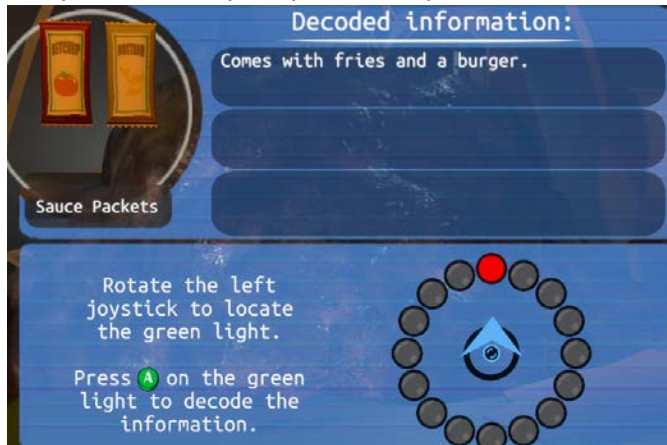 Decoded information:
KETCHUP
MUSTARD
Comes with fries and a burger.
Sauce Packets
Rotate the left
joystick to locate
the green light.
Press A on the green
light to decode the
information.